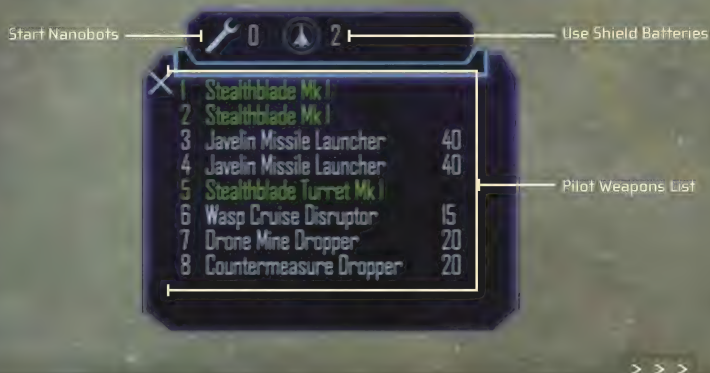 Start Nanobots 0 2 Use Shield Batteries
1 Stealthblade Mk I
2 Stealthblade Mk I
3 Javelin Missile Launcher 40
4 Javelin Missile Launcher 40
5 Stealthblade Turret Mk I
Pilot Weapons List
6 Wasp Cruise Disruptor 15
7 Drone Mine Dropper 20
8 Countermeasure Dropper 20
> > >